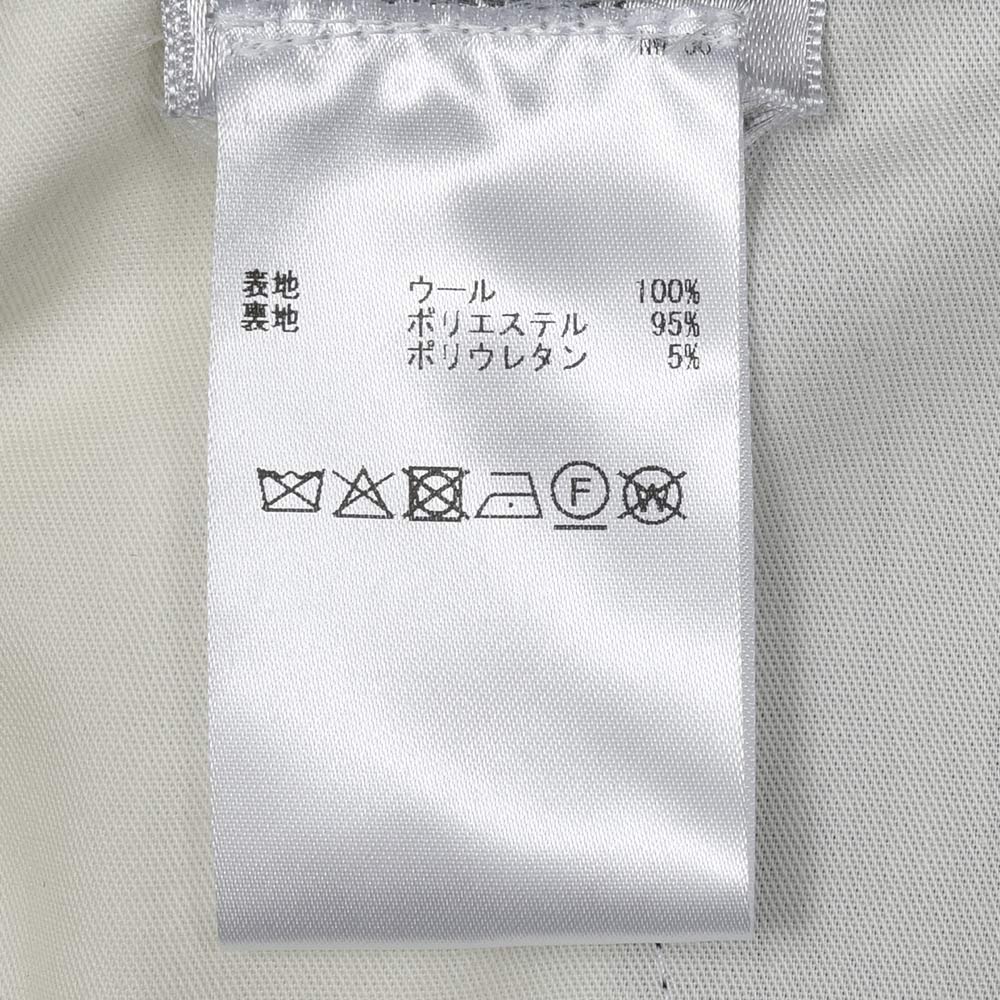 表地 ウール 100%
裏地 ポリエステル 95%
ポリウレタン 5%
F
W